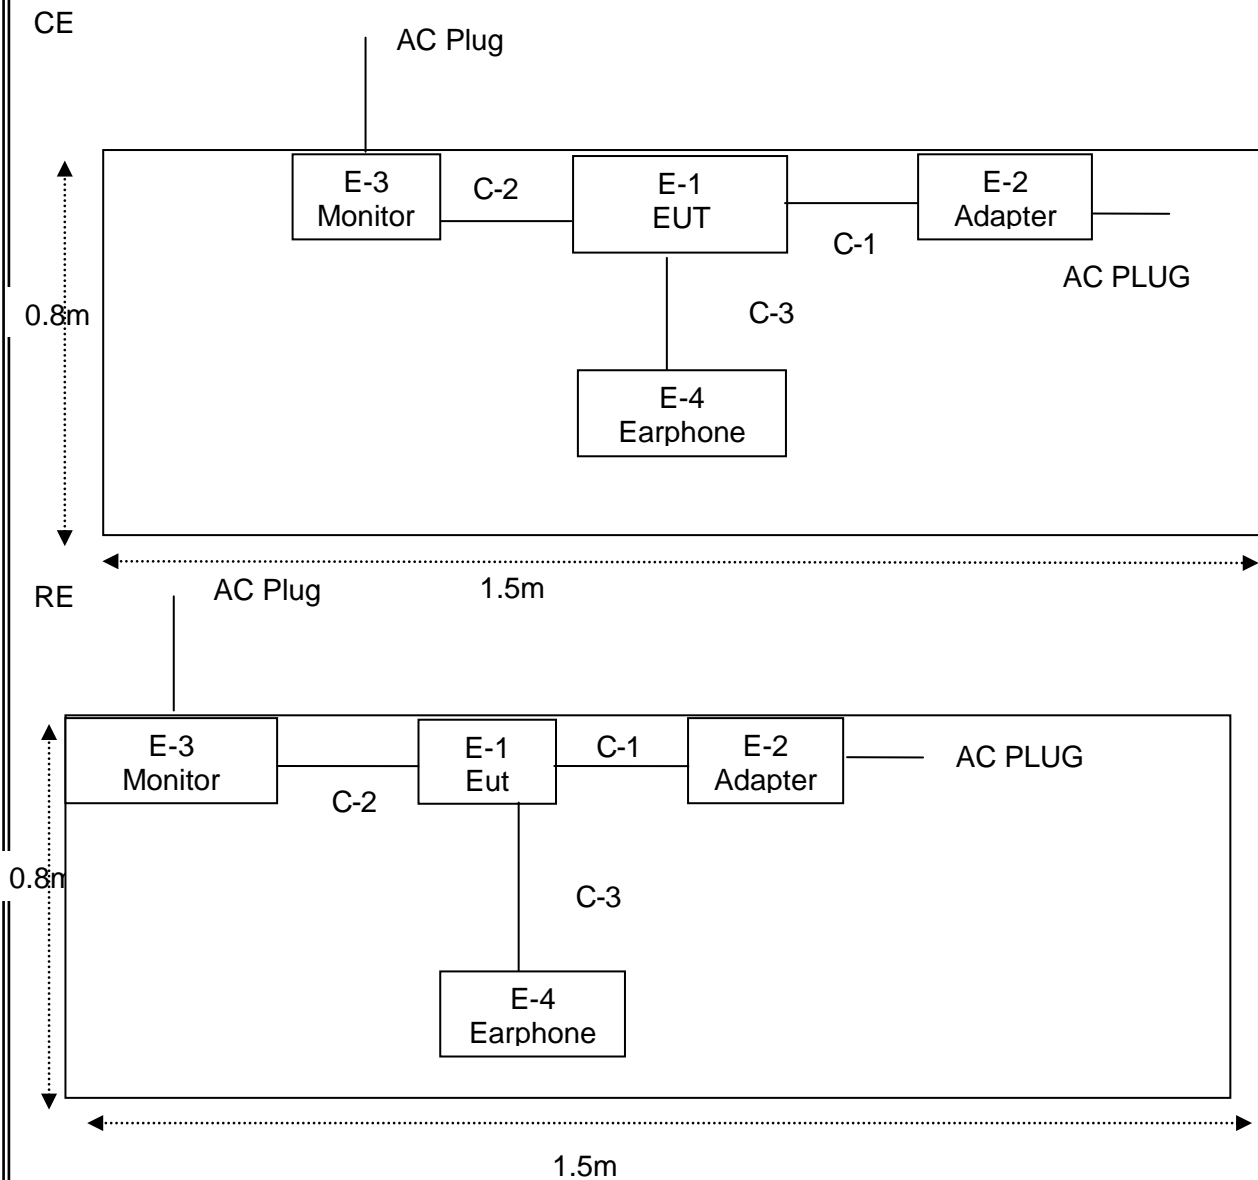 CE
AC Plug
E-3
Monitor
C-2
E-1
EUT
C-1
E-2
Adapter
AC PLUG
0.8m
C-3
E-4
Earphone
1.5m
RE
AC Plug
E-3
Monitor
C-2
E-1
Eut
C-1
E-2
Adapter
AC PLUG
0.8m
C-3
E-4
Earphone
1.5m